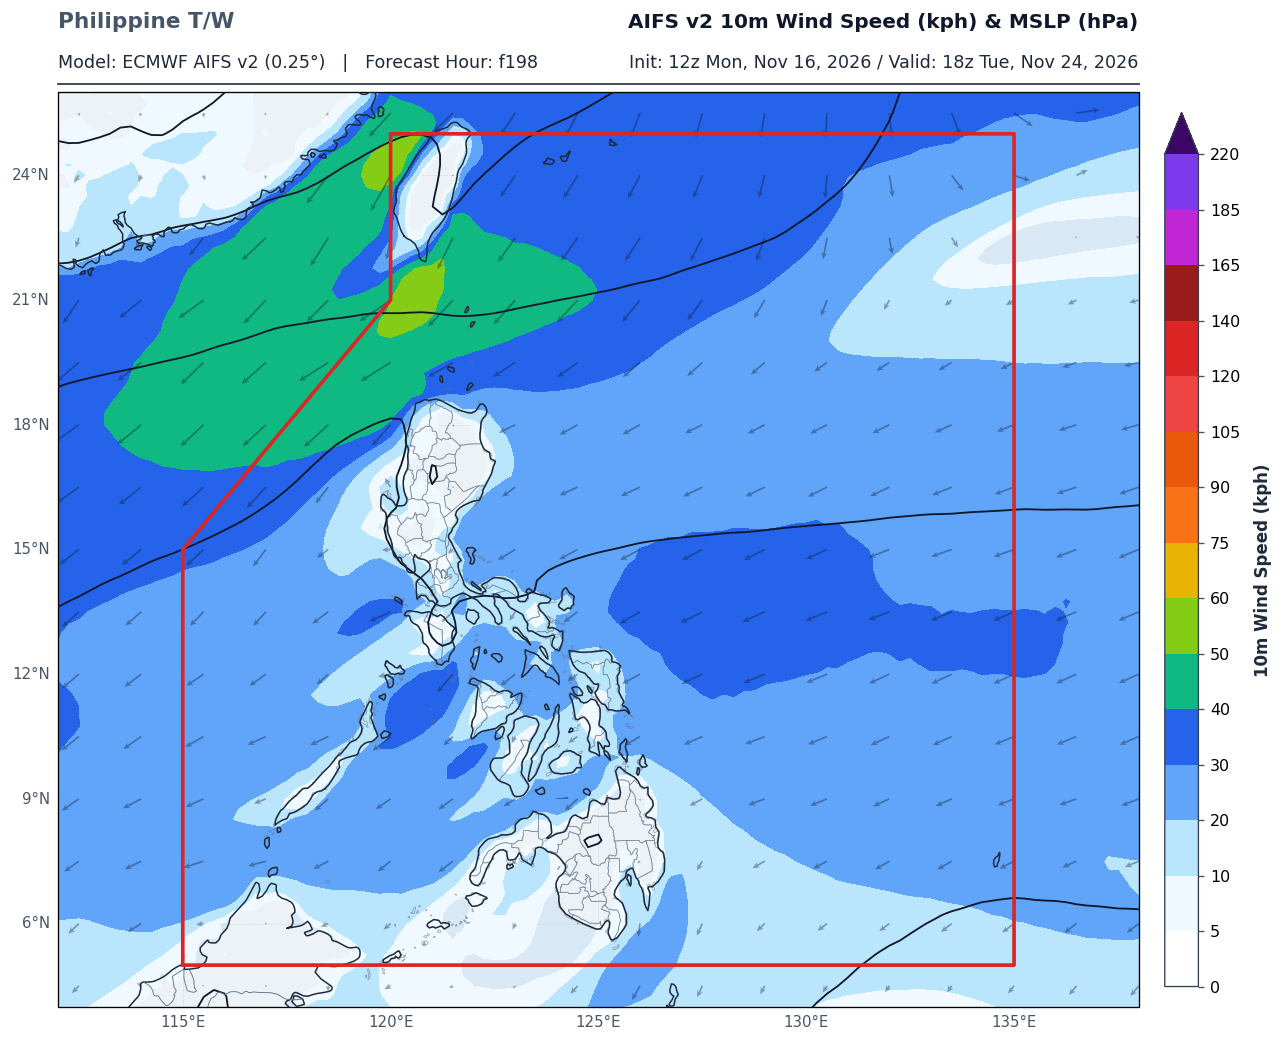 Philippine T/W
AIFS v2 10m Wind Speed (kph) & MSLP (hPa)
Model: ECMWF AIFS v2 (0.25°) | Forecast Hour: f198
Init: 12z Mon, Nov 16, 2026 / Valid: 18z Tue, Nov 24, 2026
24°N
21°N
18°N
15°N
12°N
9°N
6°N
115°E
120°E
125°E
130°E
135°E
220
185
165
140
120
105
90
75
60
50
40
30
20
10
5
0
10m Wind Speed (kph)